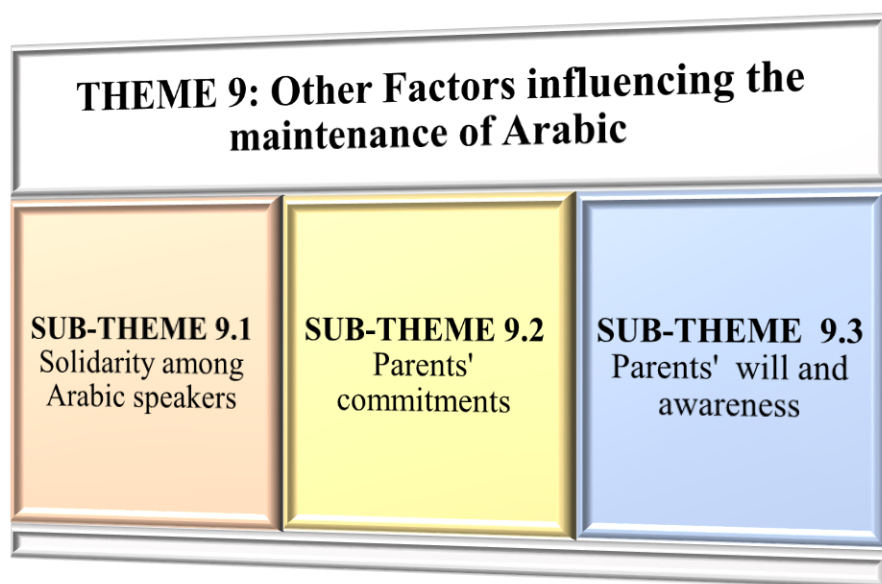 THEME 9: Other Factors influencing the
maintenance of Arabic
SUB-THEME 9.1
Solidarity among
Arabic speakers
SUB-THEME 9.2
Parents'
commitments
SUB-THEME 9.3
Parents' will and
awareness